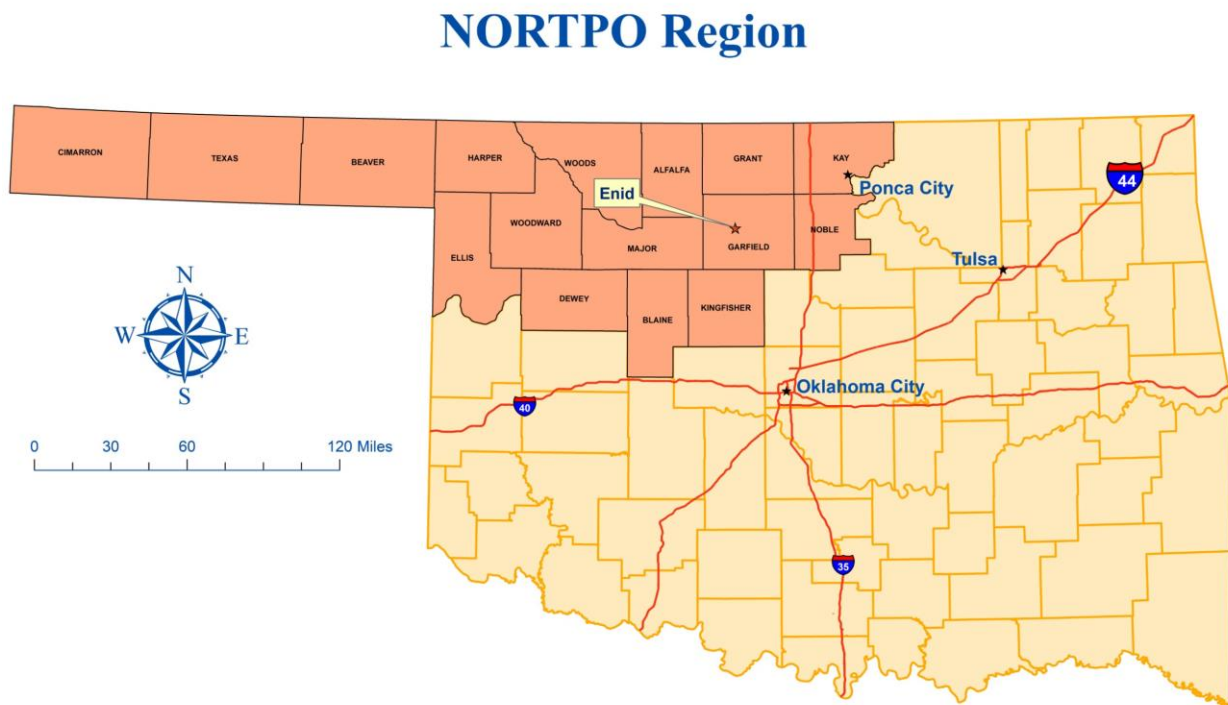 NORTPO Region
CIMARRON
TEXAS
BEAVER
HARPER
WOODS
ALFALFA
GRANT
KAY
44
Ponca City
Enid
WOODWARD
MAJOR
GARFIELD
NOBLE
ELLIS
Tulsa
DEWEY
BLAINE
KINGFISHER
N
W
E
S
Oklahoma City
40
0 30 60 120 Miles
35